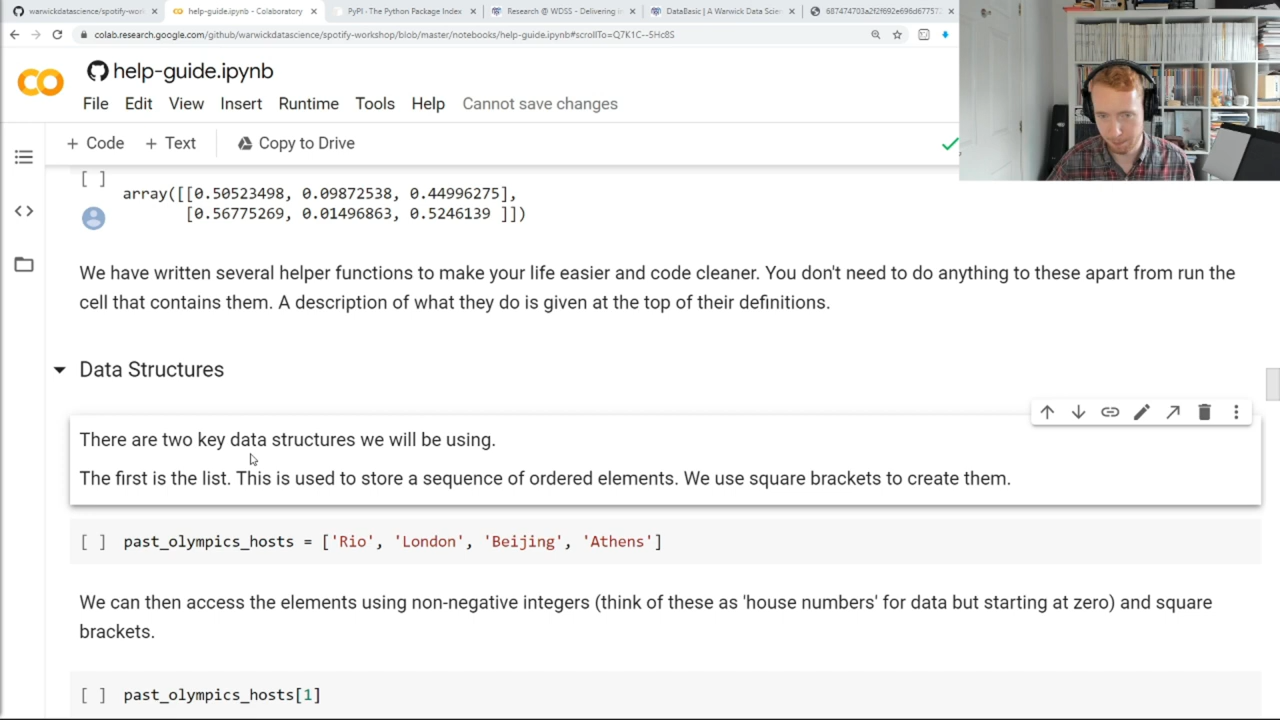 warwickdatascience/spotify-wor
help-guide.ipynb - Colaboratory
PyPI · The Python Package Index
Research @ WDSS - Delivering in
DataBasic | A Warwick Data Scien
colab.research.google.com/github/warwickdatascience/spotify-workshop/blob/master/notebooks/help-guide.ipynb#scrollTo=Q7K1C--5Hc8S
CO help-guide.ipynb
File Edit View Insert Runtime Tools Help Cannot save changes
+ Code + Text Copy to Drive
[ ]
array([[0.50523498, 0.09872538, 0.44996275],
[0.56775269, 0.01496863, 0.5246139 ]])
We have written several helper functions to make your life easier and code cleaner. You don't need to do anything to these apart from run the
cell that contains them. A description of what they do is given at the top of their definitions.
Data Structures
There are two key data structures we will be using.
The first is the list. This is used to store a sequence of ordered elements. We use square brackets to create them.
[ ] past_olympics_hosts = ['Rio', 'London', 'Beijing', 'Athens']
We can then access the elements using non-negative integers (think of these as 'house numbers' for data but starting at zero) and square
brackets.
[ ] past_olympics_hosts[1]